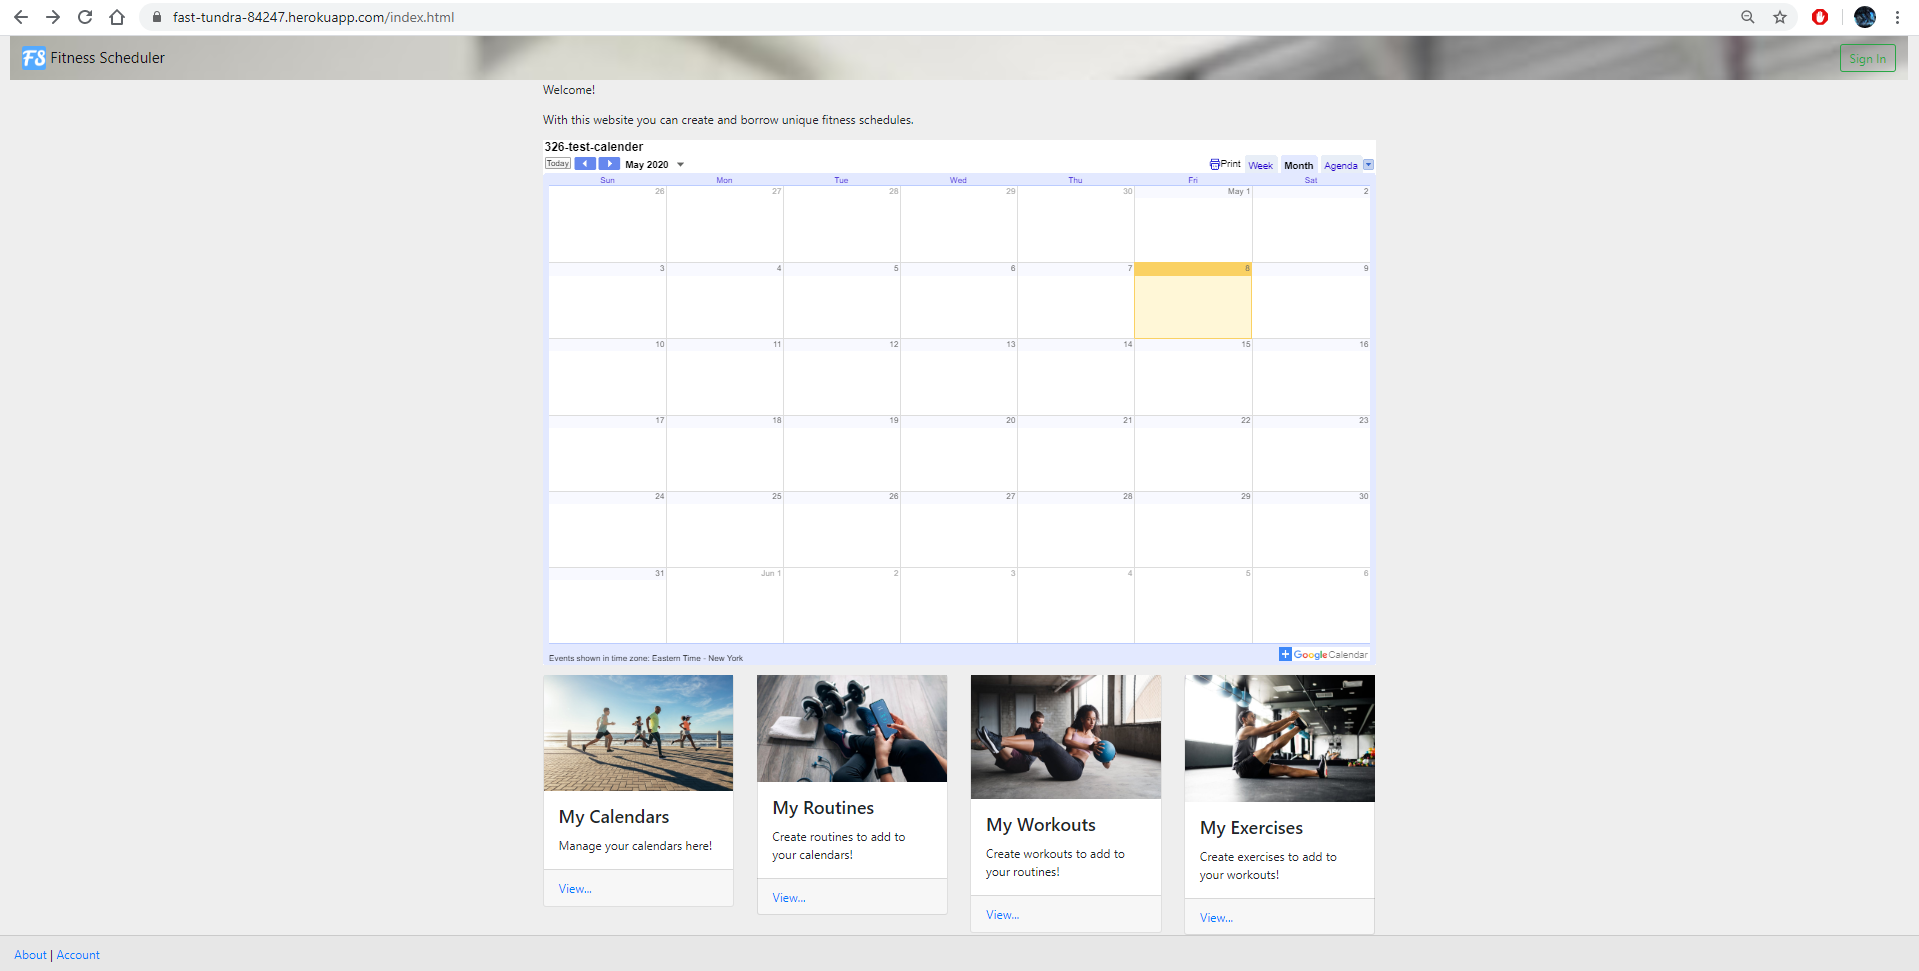 fast-tundra-84247.herokuapp.com/index.html
FS Fitness Scheduler
Sign In
Welcome!
With this website you can create and borrow unique fitness schedules.
326-test-calender
Today May 2020 Print Week Month Agenda
Sun Mon Tue Wed Thu Fri Sat
26 27 28 29 30 May 1 2
3 4 5 6 7 8 9
10 11 12 13 14 15 16
17 18 19 20 21 22 23
24 25 26 27 28 29 30
31 Jun 1 2 3 4 5 6
Events shown in time zone: Eastern Time - New York
Google Calendar
My Calendars
Manage your calendars here!
View...
My Routines
Create routines to add to
your calendars!
View...
My Workouts
Create workouts to add to
your routines!
View...
My Exercises
Create exercises to add to
your workouts!
View...
About | Account